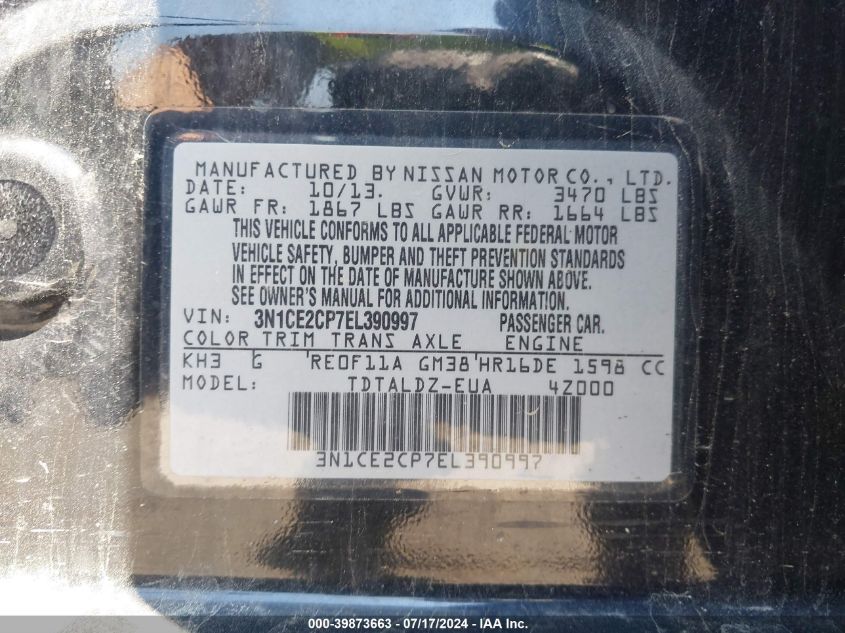 MANUFACTURED BY NISSAN MOTOR CO., LTD.
DATE: 10/13. GVWR: 3470 LBS
GAWR FR: 1867 LBS GAWR RR: 1664 LBS
THIS VEHICLE CONFORMS TO ALL APPLICABLE FEDERAL MOTOR
VEHICLE SAFETY, BUMPER AND THEFT PREVENTION STANDARDS
IN EFFECT ON THE DATE OF MANUFACTURE SHOWN ABOVE.
SEE OWNER'S MANUAL FOR ADDITIONAL INFORMATION.
VIN: 3N1CE2CP7EL390997 PASSENGER CAR.
COLOR TRIM TRANS AXLE ENGINE
KH3 G RE0F11A GM38 HR16DE 1598 CC
MODEL: TDTALDZ-EUA 4Z000
3N1CE2CP7EL390997
000-39873663 - 07/17/2024 - IAAI.com